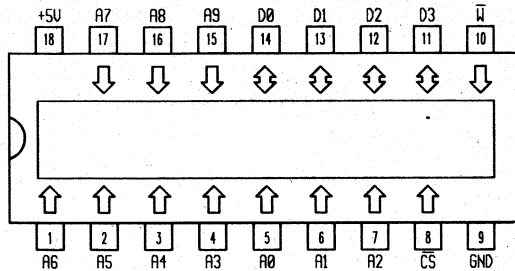 +5V A7 A8 A9 D0 D1 D2 D3 W̅
18 17 16 15 14 13 12 11 10
1 2 3 4 5 6 7 8 9
A6 A5 A4 A3 A0 A1 A2 C̅S̅ GND